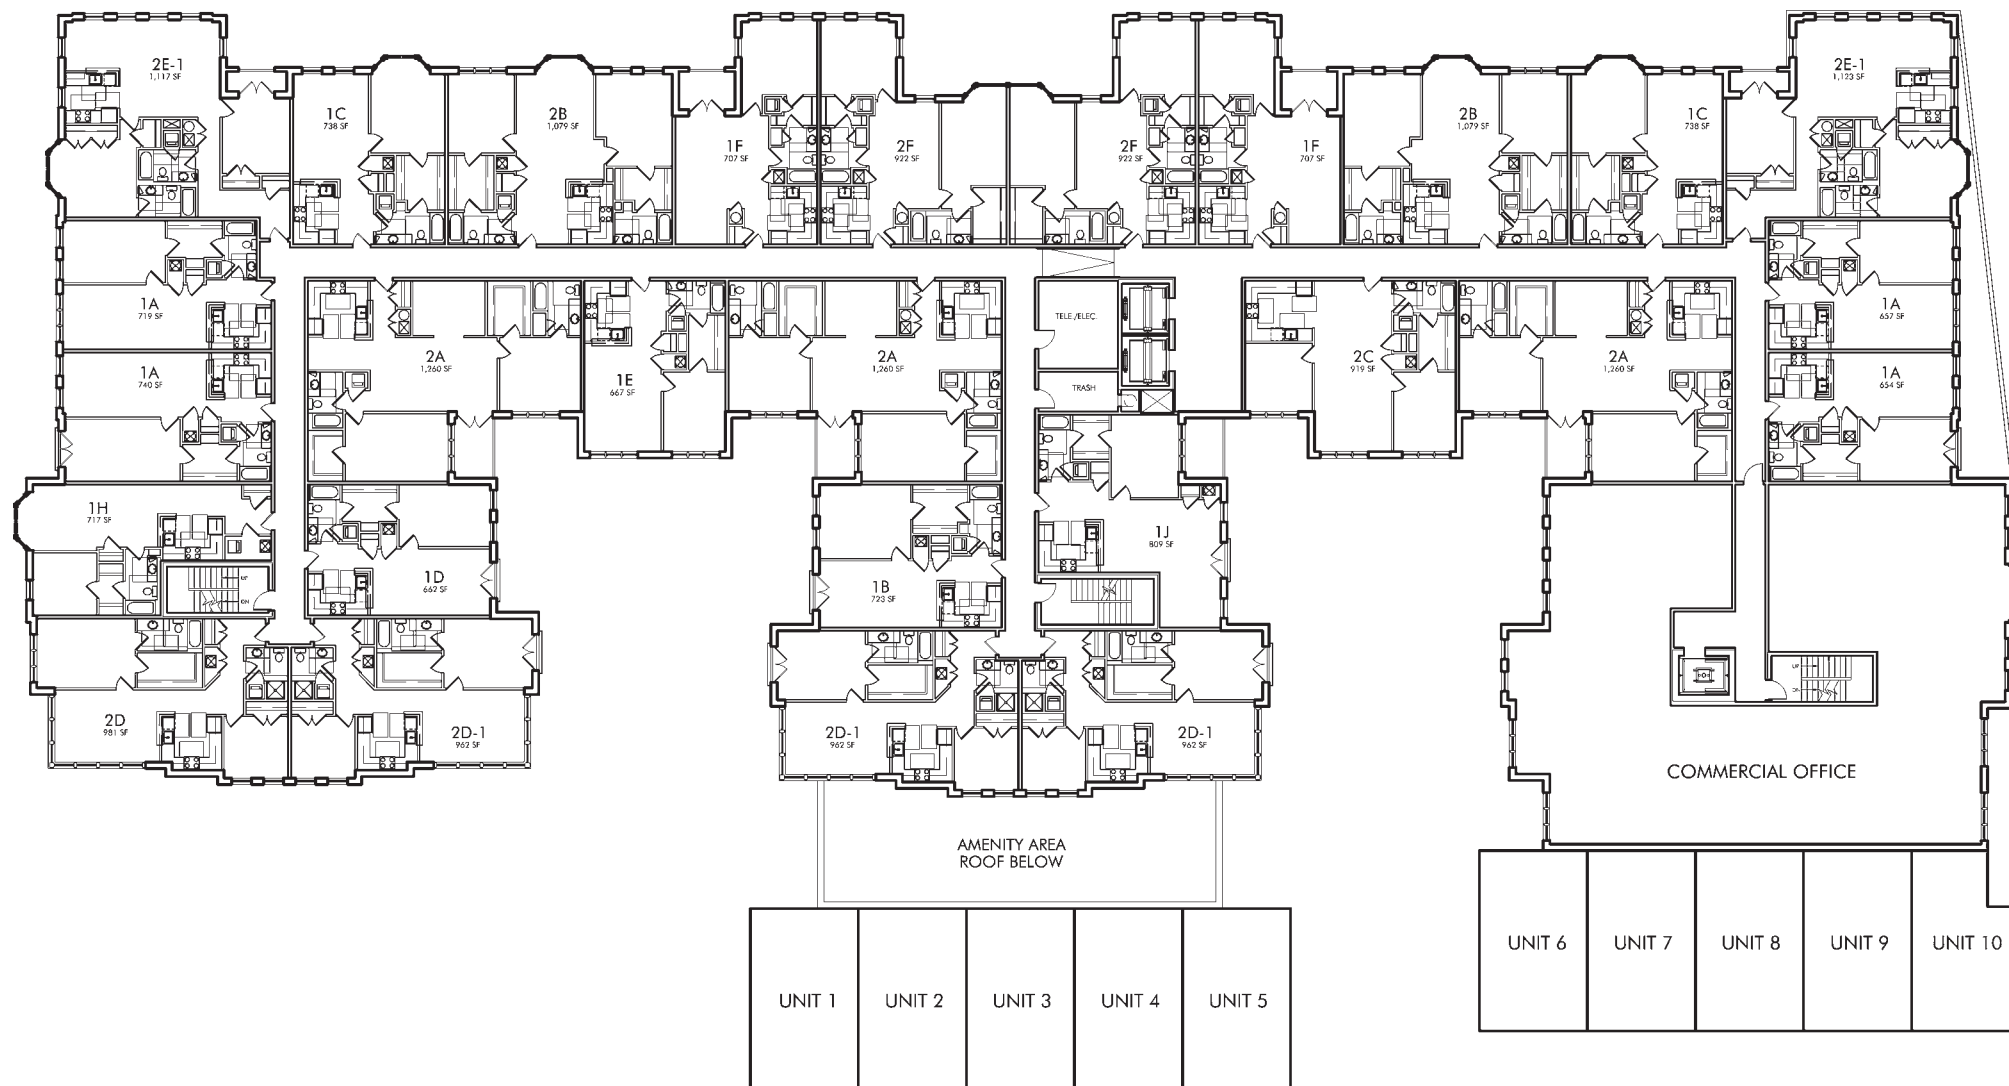 2E-1
1,117 SF
1C
738 SF
2B
1,079 SF
1F
707 SF
2F
922 SF
2F
922 SF
1F
707 SF
2B
1,079 SF
1C
738 SF
2E-1
1,123 SF
1A
719 SF
1A
740 SF
2A
1,260 SF
1E
667 SF
2A
1,260 SF
TELE./ELEC.
TRASH
2C
919 SF
2A
1,260 SF
1A
657 SF
1A
654 SF
1H
717 SF
UP
DN
1D
662 SF
1B
723 SF
1J
809 SF
2D
981 SF
2D-1
962 SF
2D-1
962 SF
2D-1
962 SF
UP
DN
COMMERCIAL OFFICE
AMENITY AREA
ROOF BELOW
UNIT 1
UNIT 2
UNIT 3
UNIT 4
UNIT 5
UNIT 6
UNIT 7
UNIT 8
UNIT 9
UNIT 10